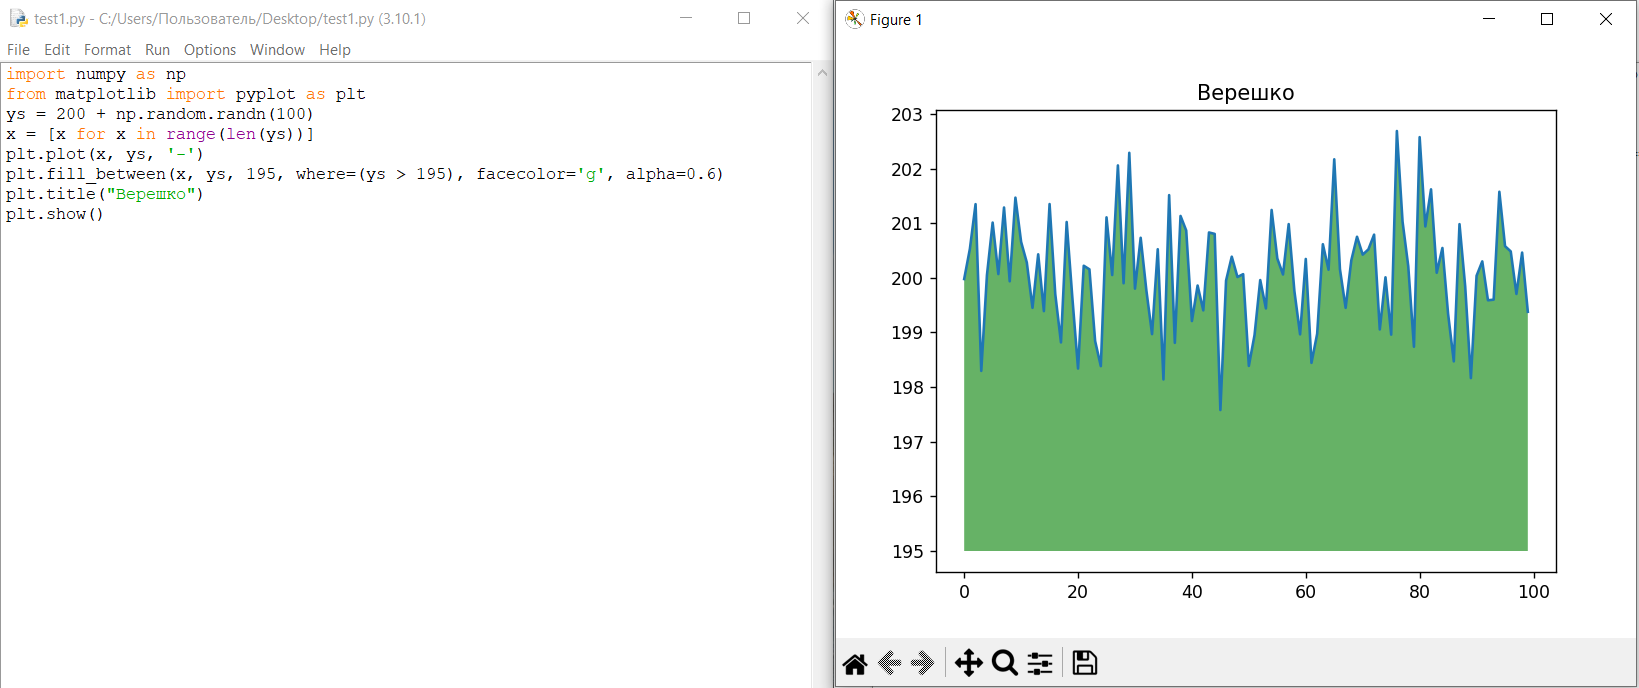 test1.py - C:/Users/Пользователь/Desktop/test1.py (3.10.1)
File Edit Format Run Options Window Help
import numpy as np
from matplotlib import pyplot as plt
ys = 200 + np.random.randn(100)
x = [x for x in range(len(ys))]
plt.plot(x, ys, '-')
plt.fill_between(x, ys, 195, where=(ys > 195), facecolor='g', alpha=0.6)
plt.title("Верешко")
plt.show()
Figure 1
Верешко
203
202
201
200
199
198
197
196
195
0 20 40 60 80 100